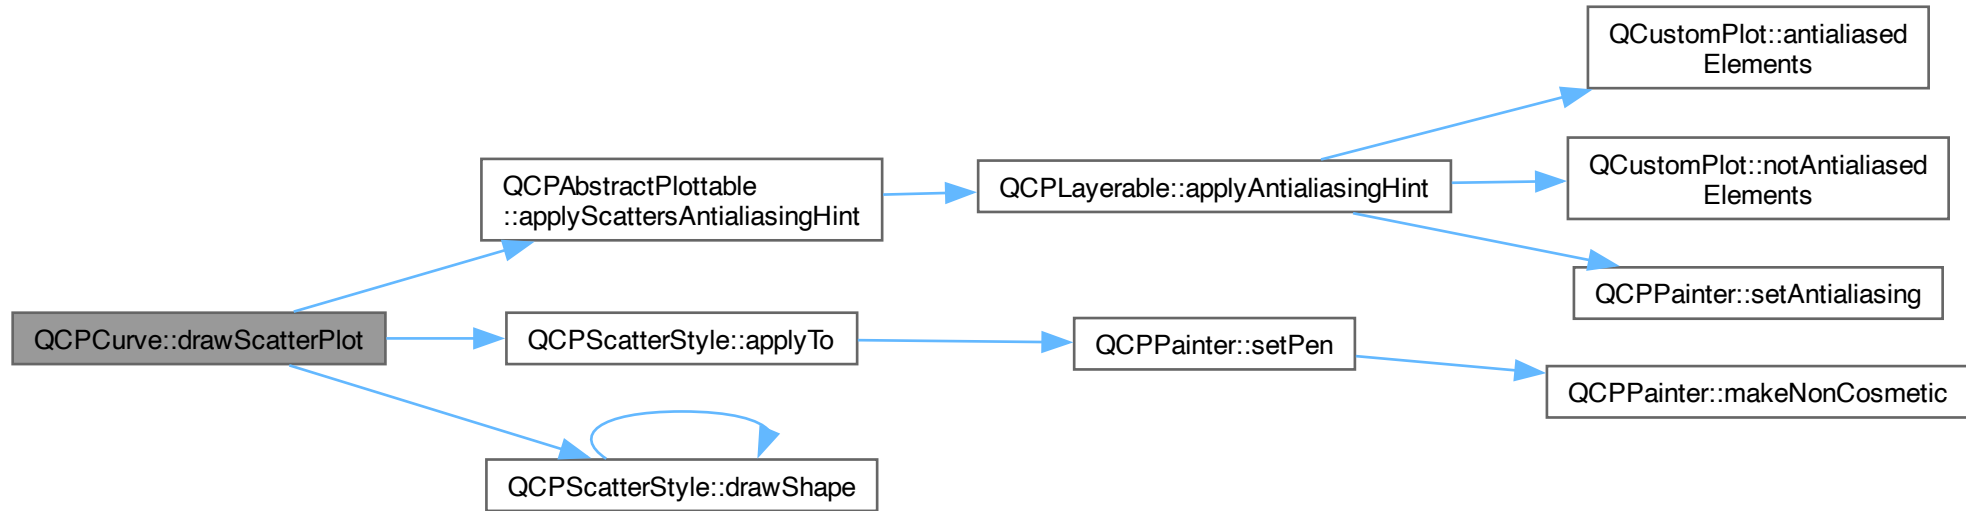 QCPCurve::drawScatterPlot
QCPAbstractPlottable
::applyScattersAntialiasingHint
QCPLayerable::applyAntialiasingHint
QCustomPlot::antialiased
Elements
QCustomPlot::notAntialiased
Elements
QCPPainter::setAntialiasing
QCPScatterStyle::applyTo
QCPPainter::setPen
QCPPainter::makeNonCosmetic
QCPScatterStyle::drawShape